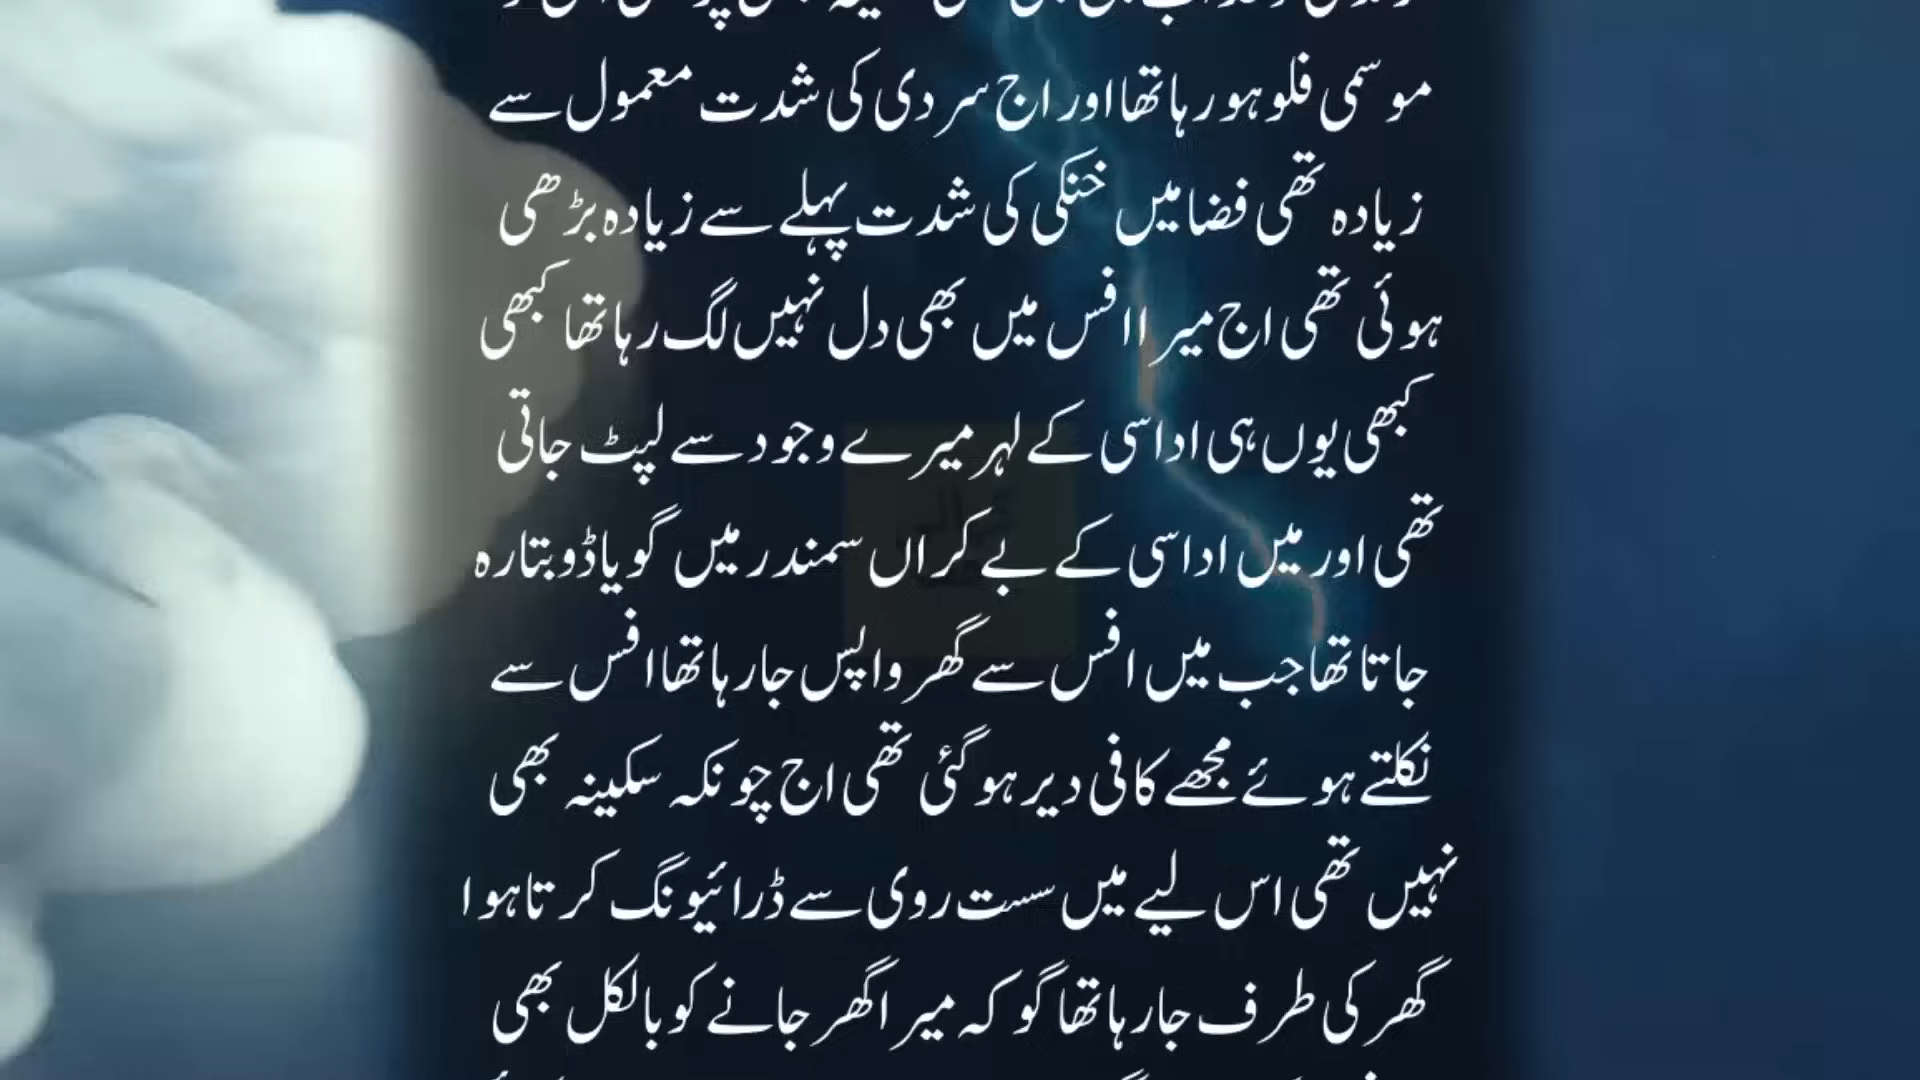 موسمی فلو ہو رہا تھا اور اج سردی کی شدت معمول سے
زیادہ تھی فضا میں خنکی کی شدت پہلے سے زیادہ بڑھی
ہوئی تھی اج میرا افس میں بھی دل نہیں لگ رہا تھا کبھی
کبھی یوں ہی اداسی کے لہر میرے وجود سے لپٹ جاتی
تھی اور میں اداسی کے بے کراں سمندر میں گویا ڈوبتا رہ
جاتا تھا جب میں افس سے گھر واپس جا رہا تھا افس سے
نکلتے ہوئے مجھے کافی دیر ہو گئی تھی اج چونکہ سکینہ بھی
نہیں تھی اس لیے میں سست روی سے ڈرائیونگ کرتا ہوا
گھر کی طرف جا رہا تھا گو کہ میرا گھر جانے کو بالکل بھی